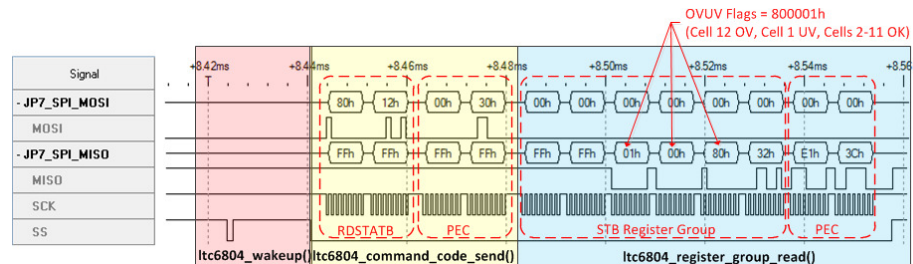 OVUV Flags = 800001h
(Cell 12 OV, Cell 1 UV, Cells 2-11 OK)
Signal
+8.42ms +8.44ms +8.46ms +8.48ms +8.50ms +8.52ms +8.54ms +8.56
- JP7_SPI_MOSI 80h 12h 00h 30h 00h 00h 00h 00h 00h 00h 00h 00h
MOSI
- JP7_SPI_MISO FFh FFh FFh FFh FFh FFh 01h 00h 80h 32h E1h 3Ch
MISO
SCK
SS
RDSTATB PEC STB Register Group PEC
ltc6804_wakeup() ltc6804_command_code_send() ltc6804_register_group_read()